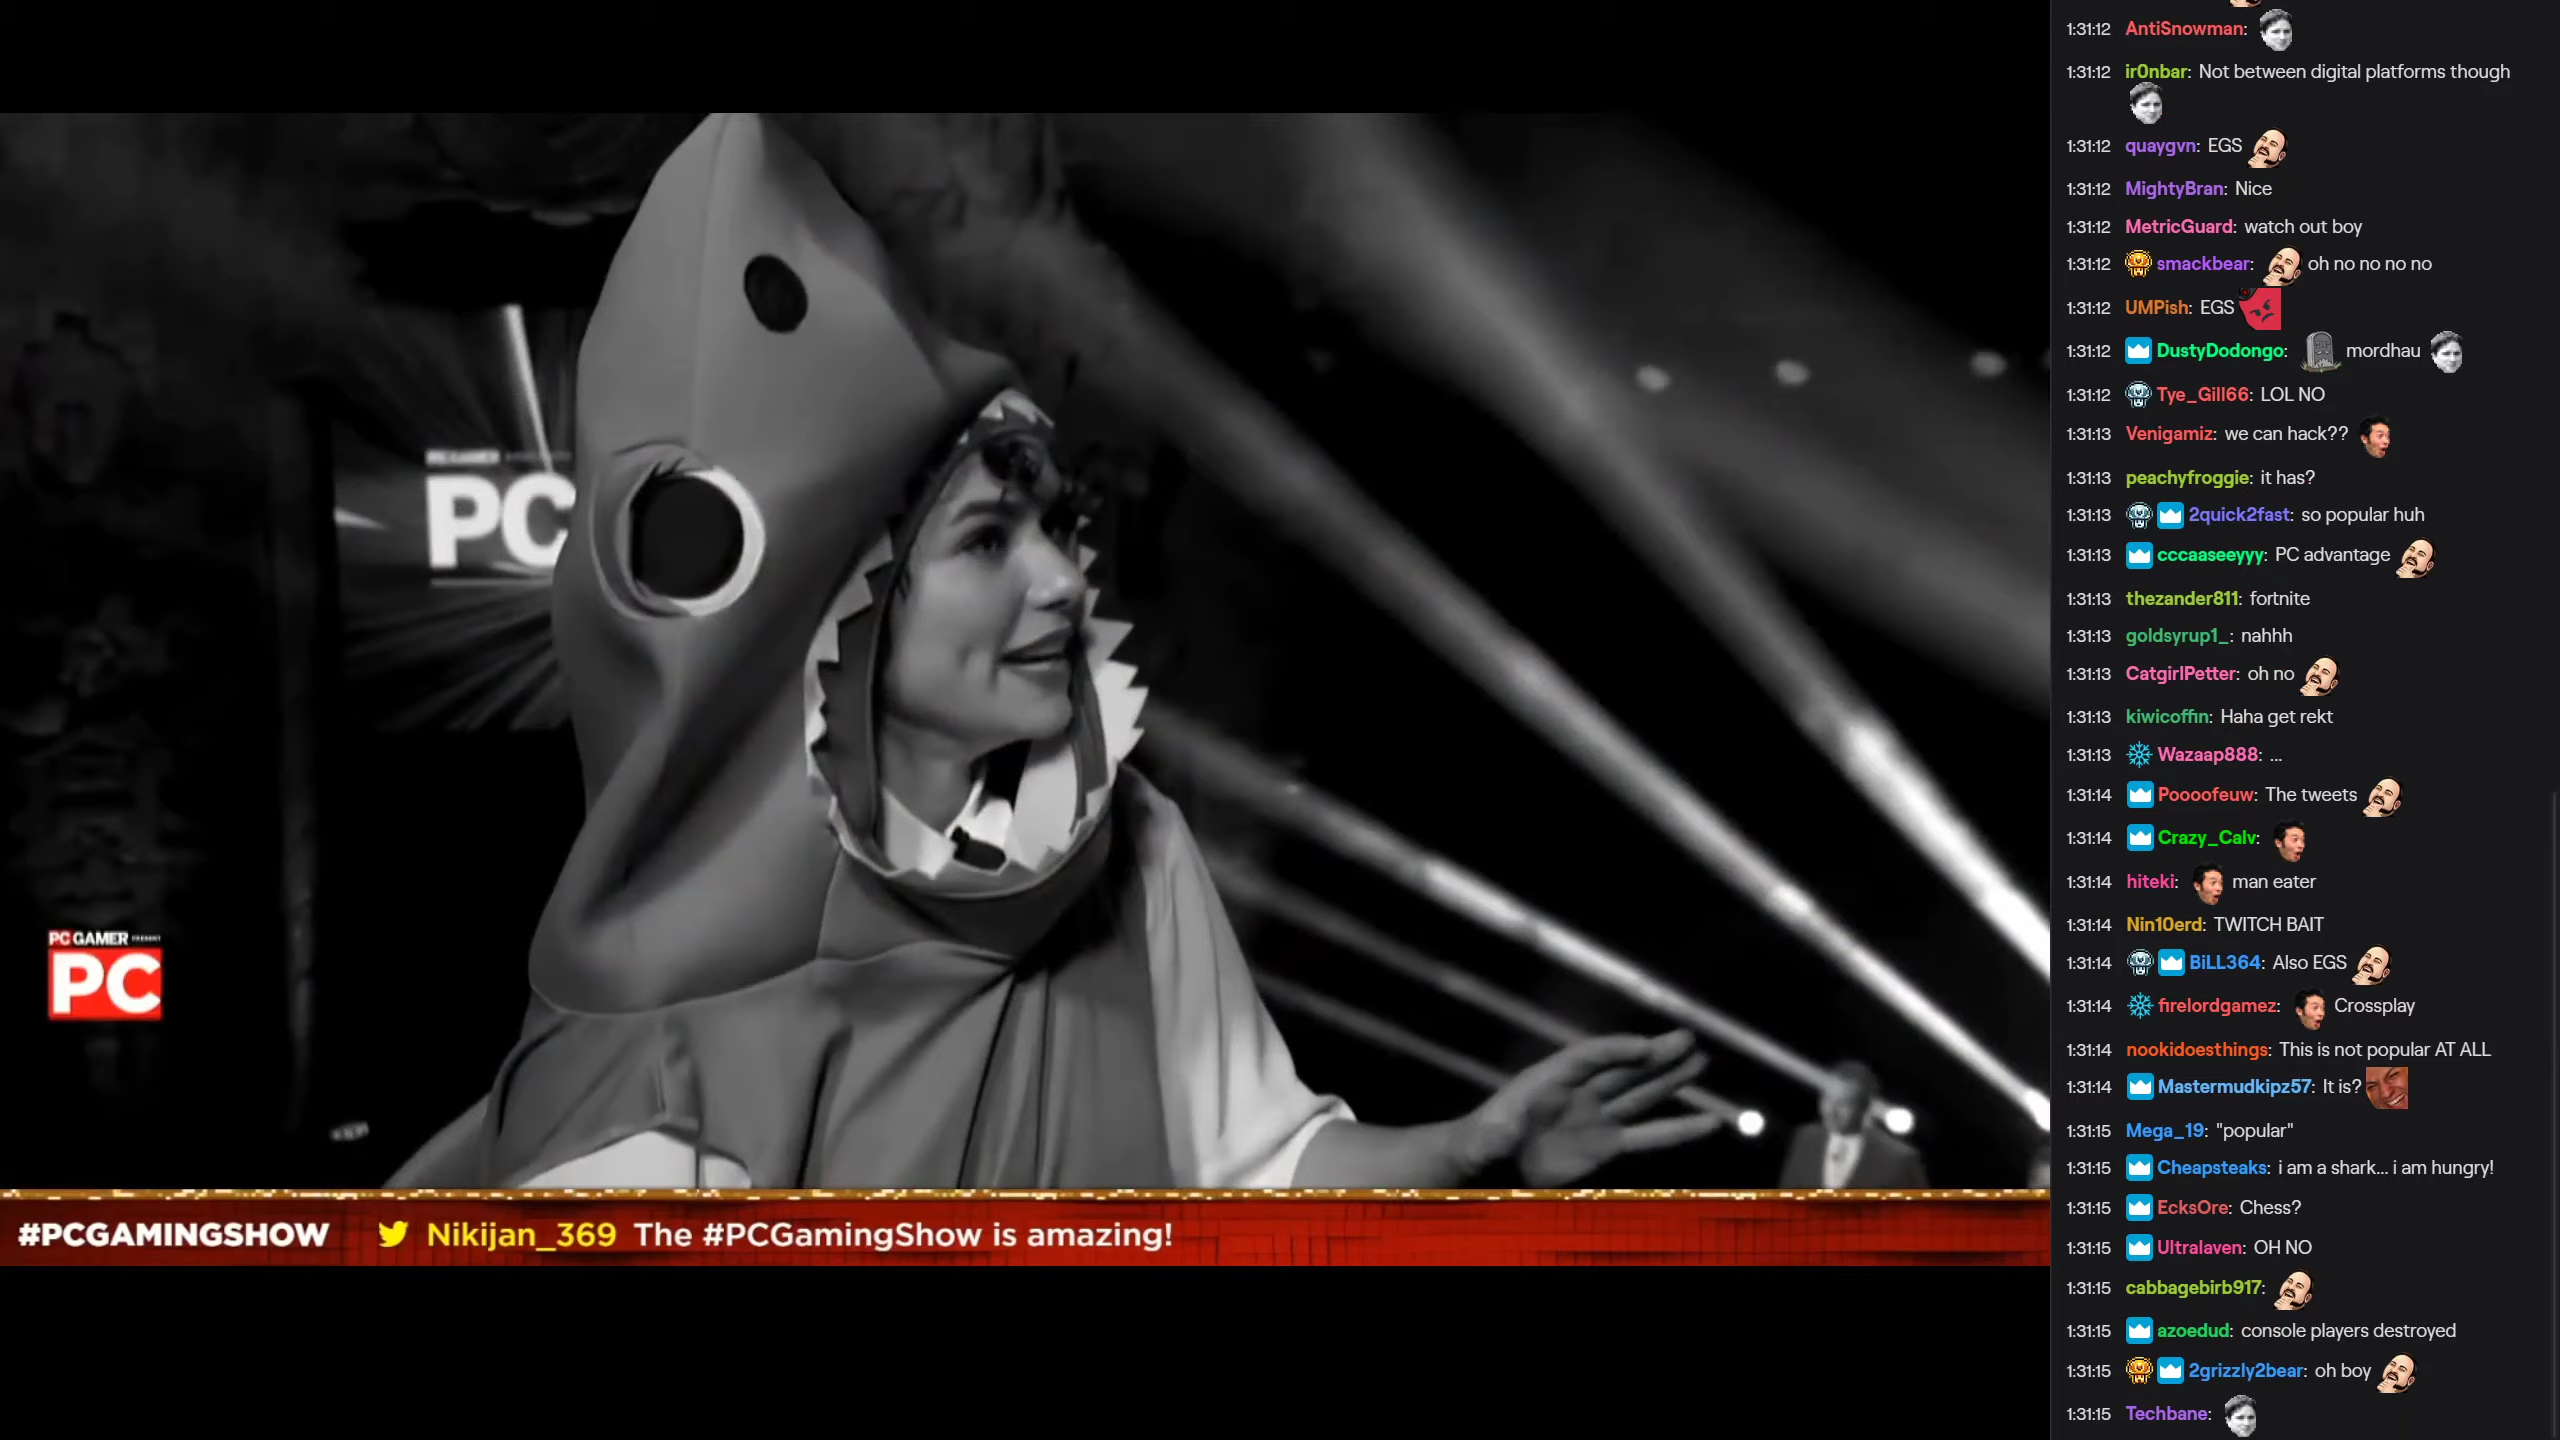 PC GAMER
PC
PC GAMER PRESENTS
PC
#PCGAMINGSHOW Nikijan_369 The #PCGamingShow is amazing!
1:31:12 AntiSnowman:
1:31:12 ir0nbar: Not between digital platforms though
1:31:12 quaygvn: EGS
1:31:12 MightyBran: Nice
1:31:12 MetricGuard: watch out boy
1:31:12 smackbear: oh no no no no
1:31:12 UMPish: EGS
1:31:12 DustyDodongo: mordhau
1:31:12 Tye_Gill66: LOL NO
1:31:13 Venigamiz: we can hack??
1:31:13 peachyfroggie: it has?
1:31:13 2quick2fast: so popular huh
1:31:13 cccaaseeyyy: PC advantage
1:31:13 thezander811: fortnite
1:31:13 goldsyrup1_: nahhh
1:31:13 CatgirlPetter: oh no
1:31:13 kiwicoffin: Haha get rekt
1:31:13 Wazaap888: ...
1:31:14 Poooofeuw: The tweets
1:31:14 Crazy_Calv:
1:31:14 hiteki: man eater
1:31:14 Nin10erd: TWITCH BAIT
1:31:14 BiLL364: Also EGS
1:31:14 firelordgamez: Crossplay
1:31:14 nookidoesthings: This is not popular AT ALL
1:31:14 Mastermudkipz57: It is?
1:31:15 Mega_19: "popular"
1:31:15 Cheapsteaks: i am a shark... i am hungry!
1:31:15 EcksOre: Chess?
1:31:15 Ultralaven: OH NO
1:31:15 cabbagebirb917:
1:31:15 azoedud: console players destroyed
1:31:15 2grizzly2bear: oh boy
1:31:15 Techbane: